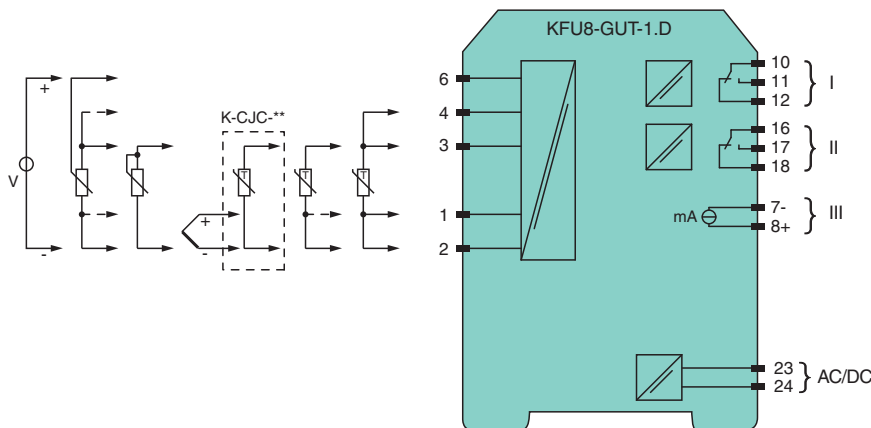 KFU8-GUT-1.D
+
V
-
K-CJC-**
T
+
-
T
T
6
4
3
1
2
10
11
12
I
16
17
18
II
mA
7-
8+
III
23
24
AC/DC